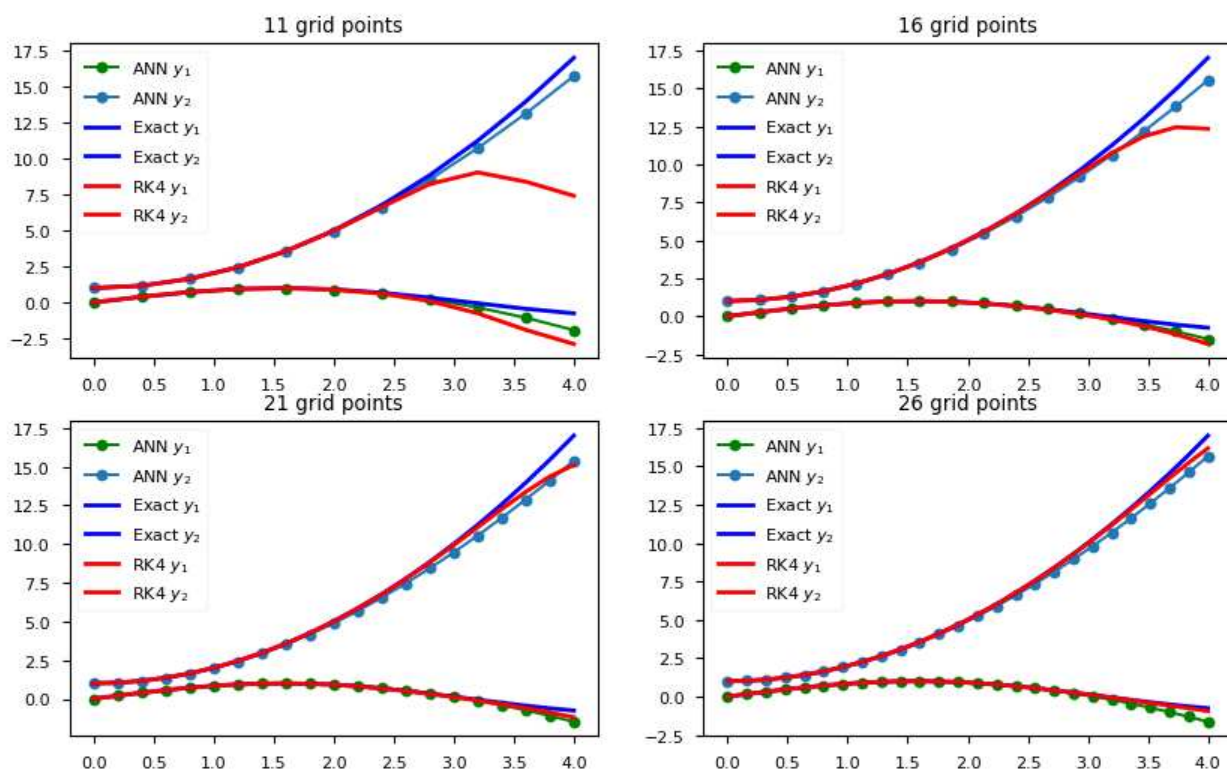 11 grid points
17.5
15.0
12.5
10.0
7.5
5.0
2.5
0.0
−2.5
ANN y₁
ANN y₂
Exact y₁
Exact y₂
RK4 y₁
RK4 y₂
0.0 0.5 1.0 1.5 2.0 2.5 3.0 3.5 4.0
16 grid points
17.5
15.0
12.5
10.0
7.5
5.0
2.5
0.0
−2.5
ANN y₁
ANN y₂
Exact y₁
Exact y₂
RK4 y₁
RK4 y₂
0.0 0.5 1.0 1.5 2.0 2.5 3.0 3.5 4.0
21 grid points
17.5
15.0
12.5
10.0
7.5
5.0
2.5
0.0
ANN y₁
ANN y₂
Exact y₁
Exact y₂
RK4 y₁
RK4 y₂
0.0 0.5 1.0 1.5 2.0 2.5 3.0 3.5 4.0
26 grid points
17.5
15.0
12.5
10.0
7.5
5.0
2.5
0.0
−2.5
ANN y₁
ANN y₂
Exact y₁
Exact y₂
RK4 y₁
RK4 y₂
0.0 0.5 1.0 1.5 2.0 2.5 3.0 3.5 4.0